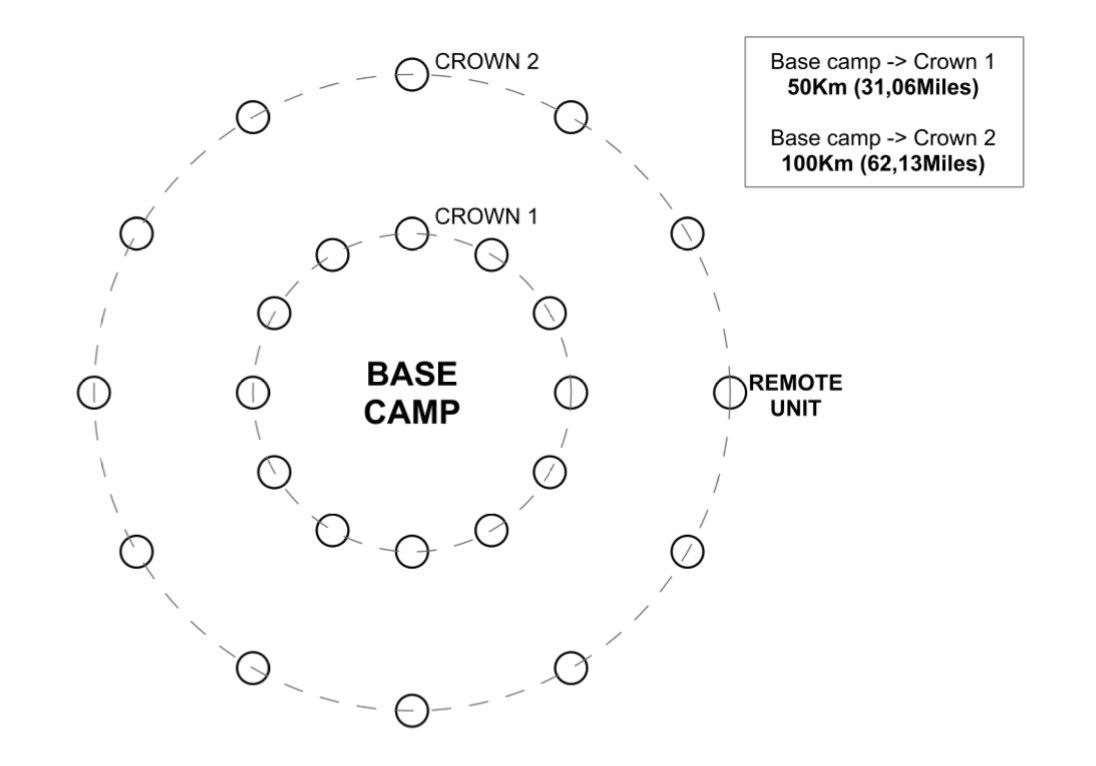 CROWN 2
Base camp -> Crown 1
50Km (31,06Miles)
Base camp -> Crown 2
100Km (62,13Miles)
CROWN 1
BASE
CAMP
REMOTE
UNIT